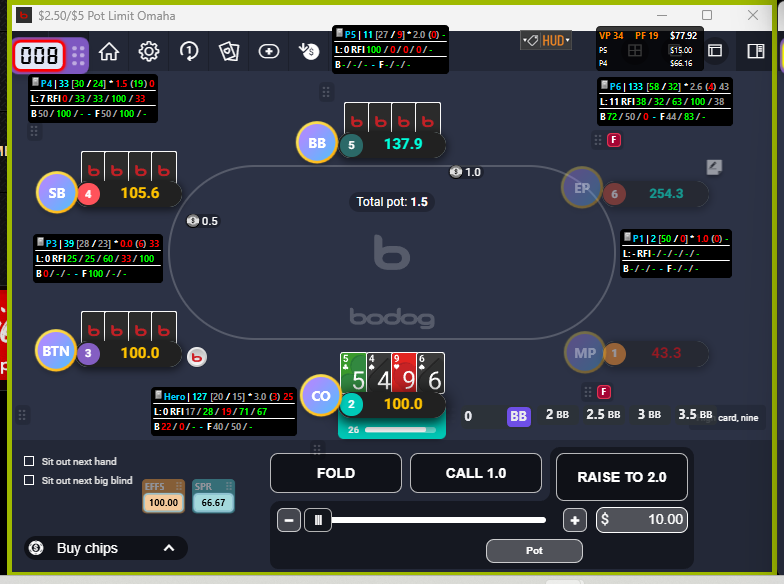 $2.50/$5 Pot Limit Omaha
008
P5 | 11 [27 / 9] * 2.0 (0) -
L: 0 RFI 100 / 0 / 0 / 0 / -
B - / - / - - F - / - / -
HUD
VP 34 PF 19 $77.92
P5 $15.00
P4 $66.16
P4 | 33 [30 / 24] * 1.5 (19) 0
L: 7 RFI 0 / 33 / 33 / 100 / 33
B 50 / 100 / - - F 50 / 100 / -
P6 | 133 [58 / 32] * 2.6 (4) 43
L: 11 RFI 38 / 32 / 63 / 100 / 38
B 72 / 50 / 0 - F 44 / 83 / -
BB
5
137.9
F
1.0
SB
4
105.6
EP
6
254.3
Total pot: 1.5
0.5
P3 | 39 [28 / 23] * 0.0 (6) 33
L: 0 RFI 25 / 25 / 60 / 33 / 100
B 0 / - / - - F 100 / - / -
P1 | 2 [50 / 0] * 1.0 (0) -
L: - RFI - / - / - / - / -
B - / - / - - F - / - / -
b
bodog
BTN
3
100.0
b
MP
1
43.3
5 5 4 4 9 9 6 6
F
Hero | 127 [20 / 15] * 3.0 (3) 25
L: 0 RFI 17 / 28 / 19 / 71 / 67
B 22 / 0 / - - F 40 / 50 / -
CO
2
100.0
26
0 BB 2 BB 2.5 BB 3 BB 3.5 BB
card, nine
Sit out next hand
Sit out next big blind
EFFS
100.00
SPR
66.67
FOLD
CALL 1.0
RAISE TO 2.0
$ 10.00
Pot
Buy chips